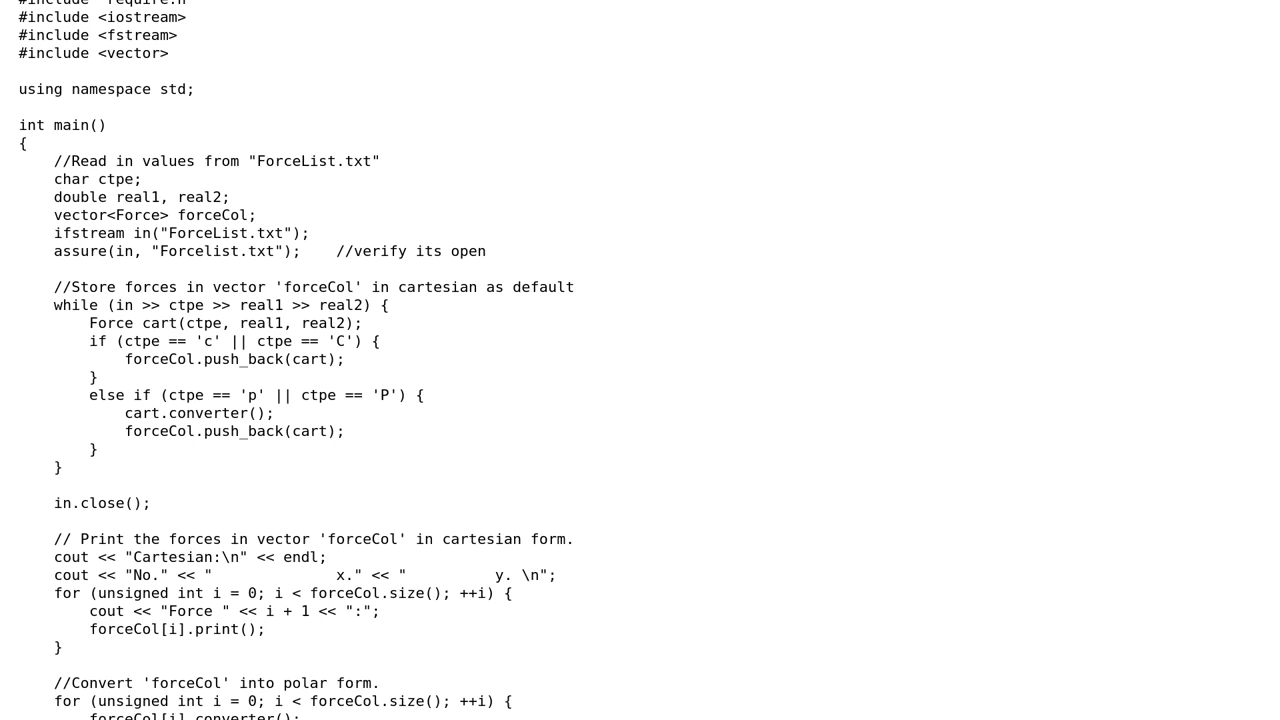 #include "require.h"
#include <iostream>
#include <fstream>
#include <vector>

using namespace std;

int main()
{
    //Read in values from "ForceList.txt"
    char ctpe;
    double real1, real2;
    vector<Force> forceCol;
    ifstream in("ForceList.txt");
    assure(in, "Forcelist.txt");    //verify its open

    //Store forces in vector 'forceCol' in cartesian as default
    while (in >> ctpe >> real1 >> real2) {
        Force cart(ctpe, real1, real2);
        if (ctpe == 'c' || ctpe == 'C') {
            forceCol.push_back(cart);
        }
        else if (ctpe == 'p' || ctpe == 'P') {
            cart.converter();
            forceCol.push_back(cart);
        }
    }

    in.close();

    // Print the forces in vector 'forceCol' in cartesian form.
    cout << "Cartesian:\n" << endl;
    cout << "No." << "              x." << "          y. \n";
    for (unsigned int i = 0; i < forceCol.size(); ++i) {
        cout << "Force " << i + 1 << ":";
        forceCol[i].print();
    }

    //Convert 'forceCol' into polar form.
    for (unsigned int i = 0; i < forceCol.size(); ++i) {
        forceCol[i].converter();